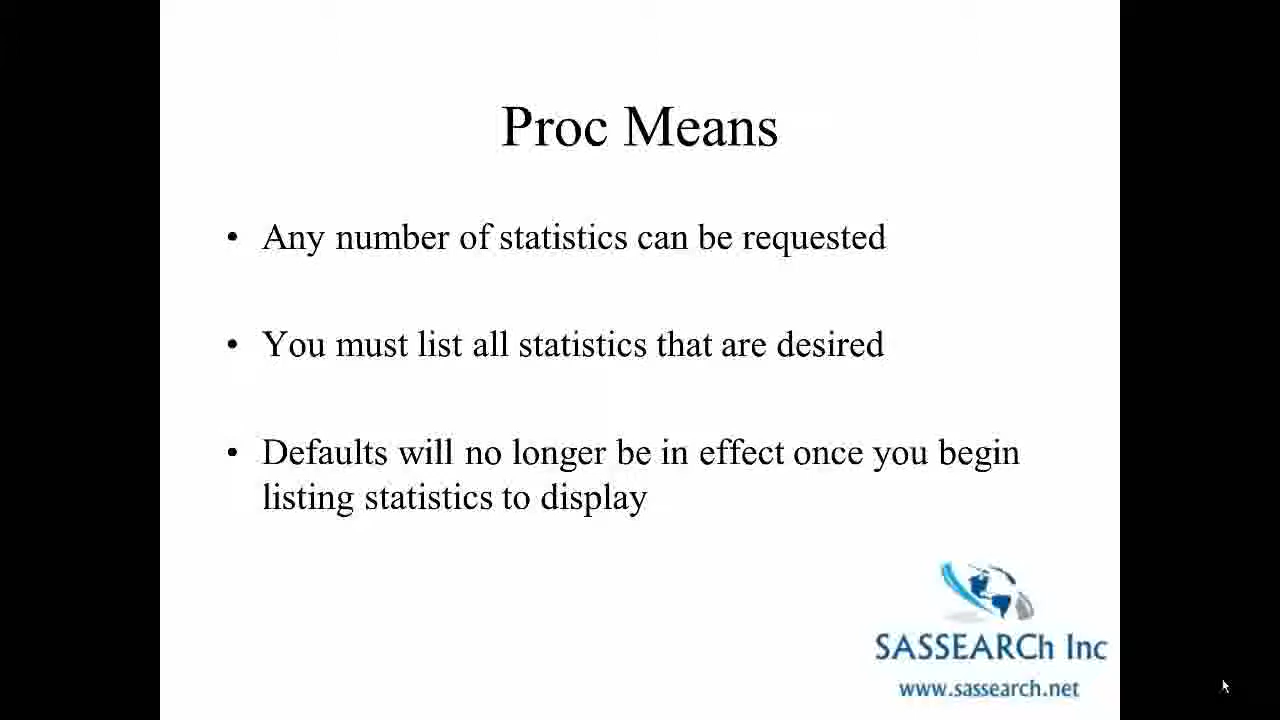 Proc Means
• Any number of statistics can be requested
• You must list all statistics that are desired
• Defaults will no longer be in effect once you begin
listing statistics to display
SASSEARCh Inc
www.sassearch.net